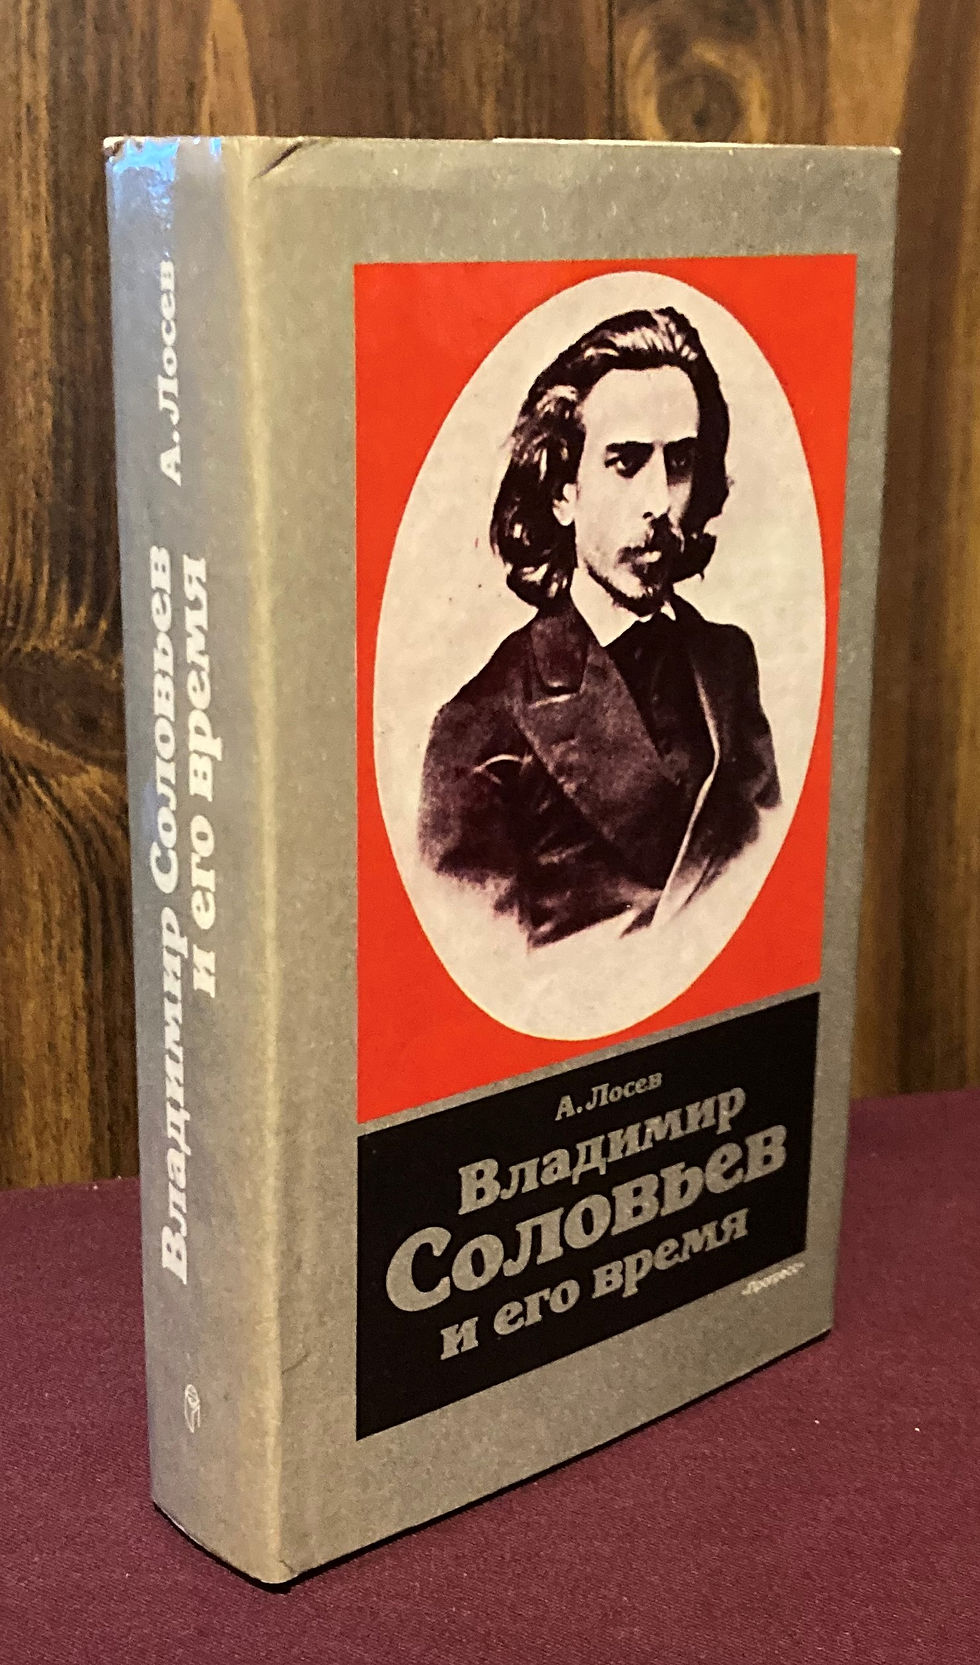 А. Лосев
Владимир Соловьев
и его время
А. Лосев
Владимир
Соловьев
и его время
«Прогресс»